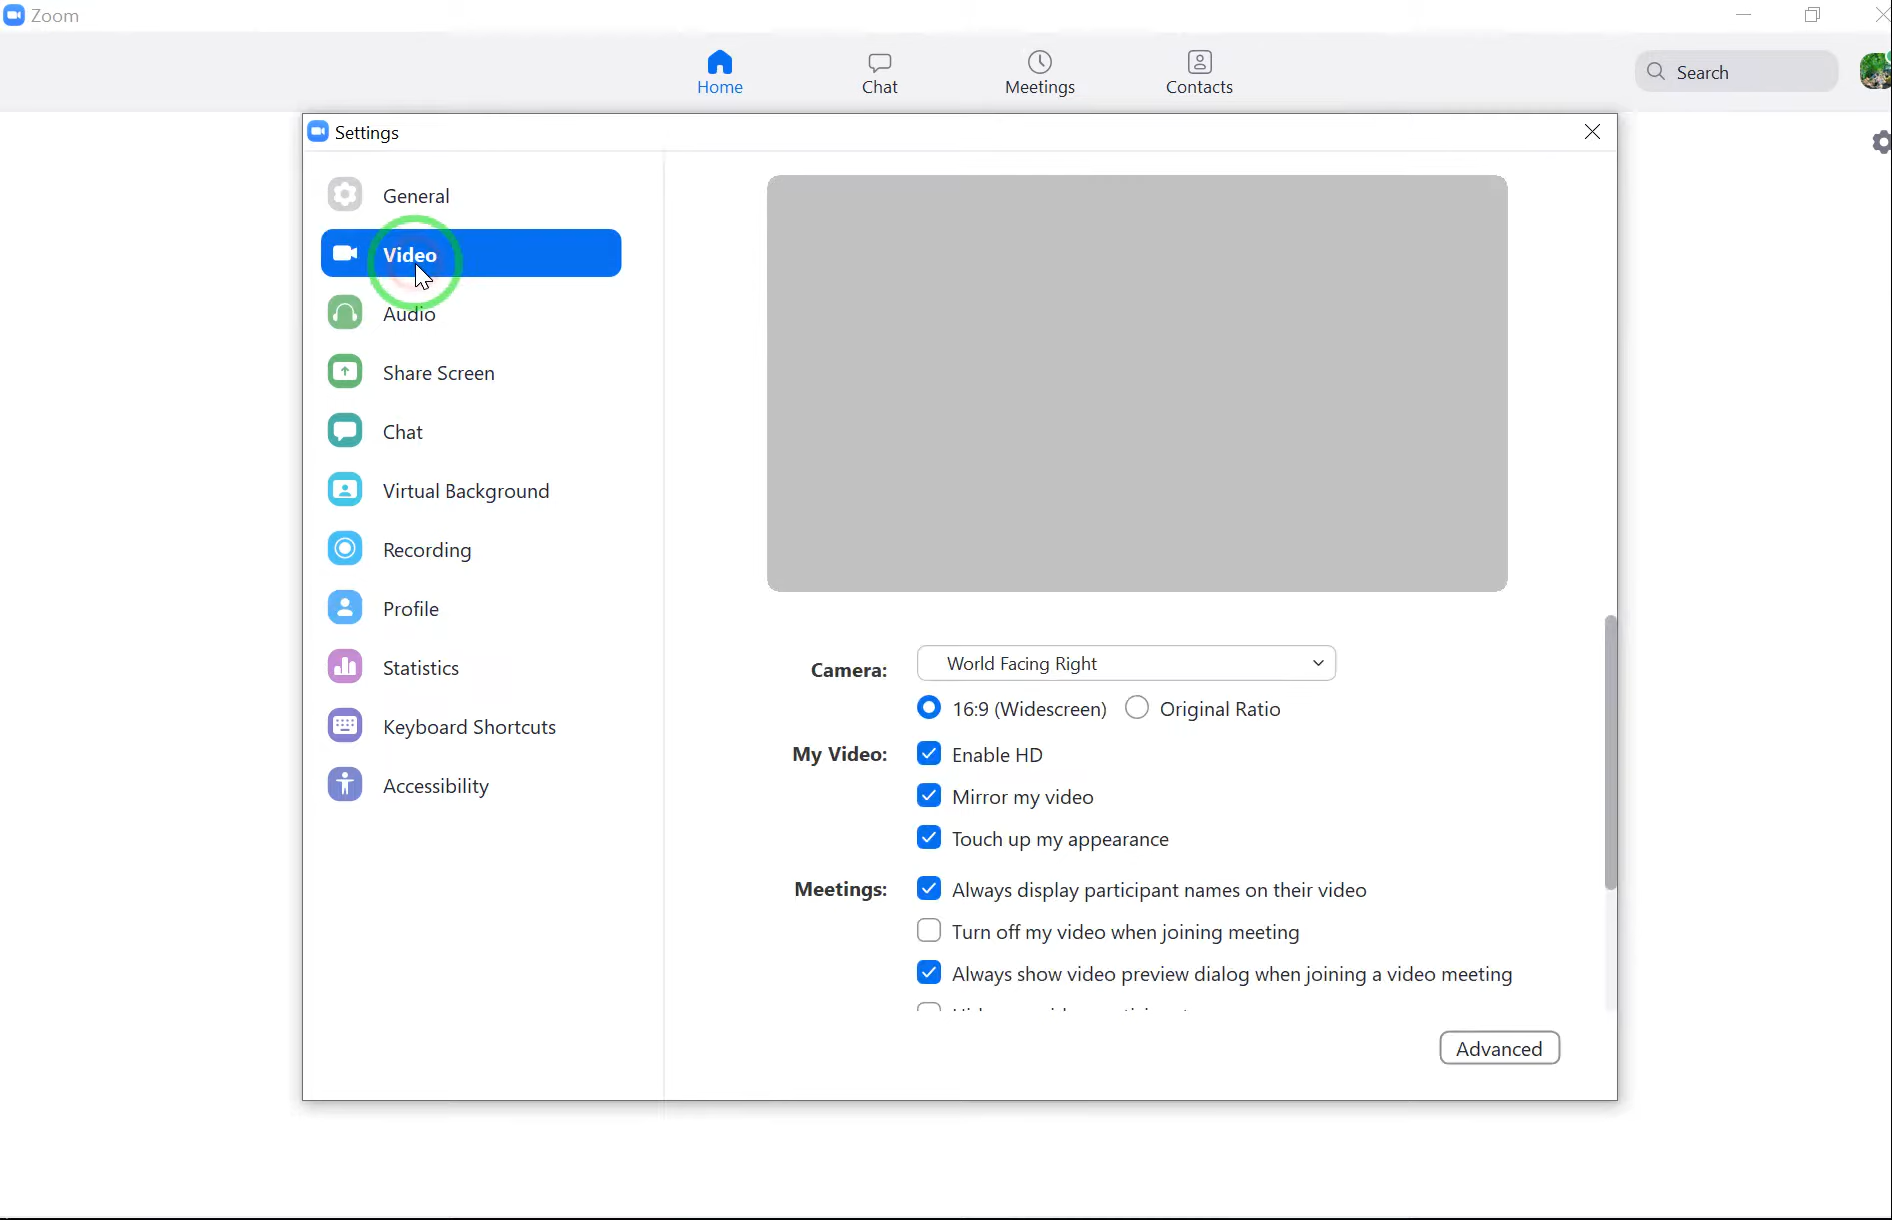 Zoom
Home
Chat
Meetings
Contacts
Search
Settings
General
Video
Audio
Share Screen
Chat
Virtual Background
Recording
Profile
Statistics
Keyboard Shortcuts
Accessibility
Camera:
World Facing Right
16:9 (Widescreen)
Original Ratio
My Video:
Enable HD
Mirror my video
Touch up my appearance
Meetings:
Always display participant names on their video
Turn off my video when joining meeting
Always show video preview dialog when joining a video meeting
Advanced